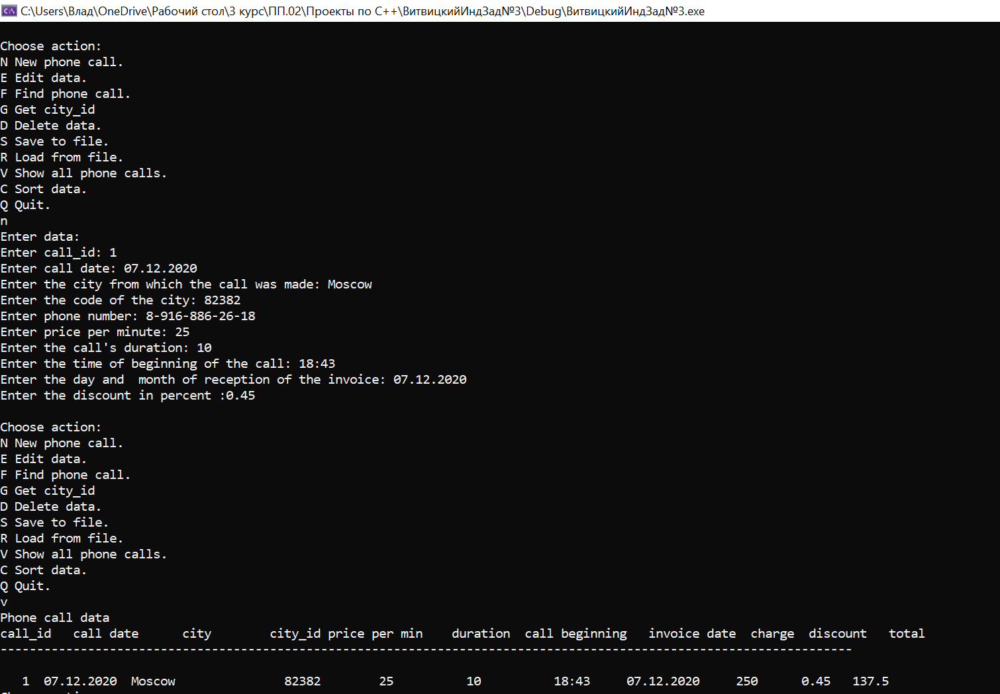 C:\Users\Влад\OneDrive\Рабочий стол\3 курс\ПП.02\Проекты по C++\ВитвицкийИндЗад№3\Debug\ВитвицкийИндЗад№3.exe
Choose action:
N New phone call.
E Edit data.
F Find phone call.
G Get city_id
D Delete data.
S Save to file.
R Load from file.
V Show all phone calls.
C Sort data.
Q Quit.
n
Enter data:
Enter call_id: 1
Enter call date: 07.12.2020
Enter the city from which the call was made: Moscow
Enter the code of the city: 82382
Enter phone number: 8-916-886-26-18
Enter price per minute: 25
Enter the call's duration: 10
Enter the time of beginning of the call: 18:43
Enter the day and  month of reception of the invoice: 07.12.2020
Enter the discount in percent :0.45
Choose action:
N New phone call.
E Edit data.
F Find phone call.
G Get city_id
D Delete data.
S Save to file.
R Load from file.
V Show all phone calls.
C Sort data.
Q Quit.
v
Phone call data
call_id   call date      city        city_id price per min    duration  call beginning   invoice date  charge  discount   total
---------------------------------------------------------------------------------------------------------------------
1  07.12.2020  Moscow               82382        25          10          18:43     07.12.2020     250      0.45   137.5